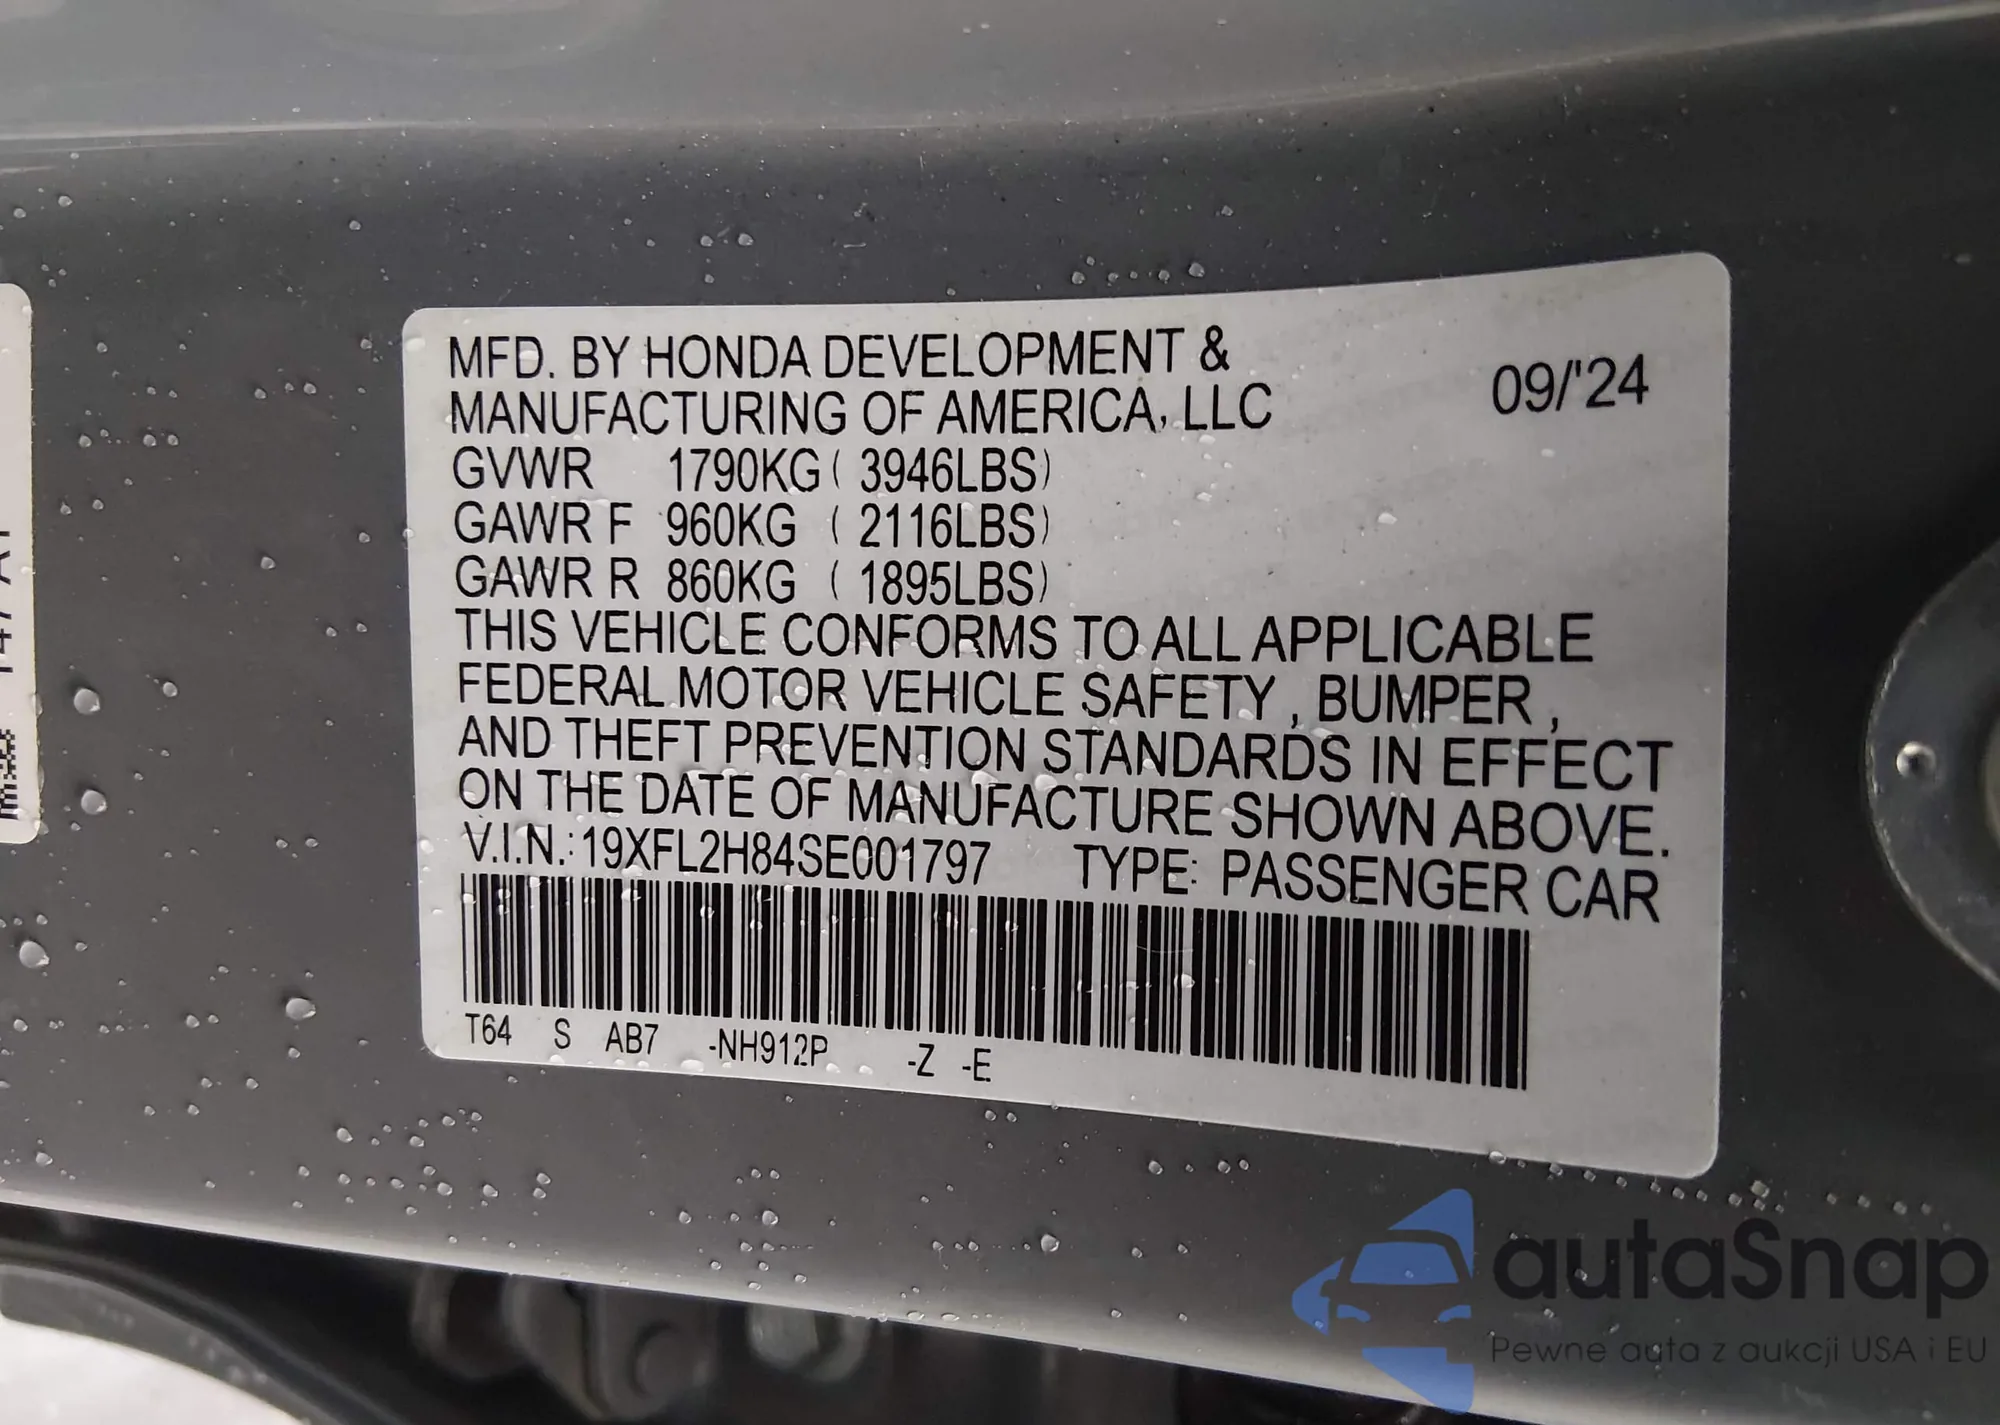 MFD. BY HONDA DEVELOPMENT &
MANUFACTURING OF AMERICA, LLC
09/'24
GVWR 1790KG ( 3946LBS)
GAWR F 960KG ( 2116LBS)
GAWR R 860KG ( 1895LBS)
THIS VEHICLE CONFORMS TO ALL APPLICABLE
FEDERAL MOTOR VEHICLE SAFETY , BUMPER ,
AND THEFT PREVENTION STANDARDS IN EFFECT
ON THE DATE OF MANUFACTURE SHOWN ABOVE.
V.I.N.: 19XFL2H84SE001797 TYPE: PASSENGER CAR
T64 S AB7 -NH912P -Z -E
autaSnap
Pewne auta z aukcji USA i EU